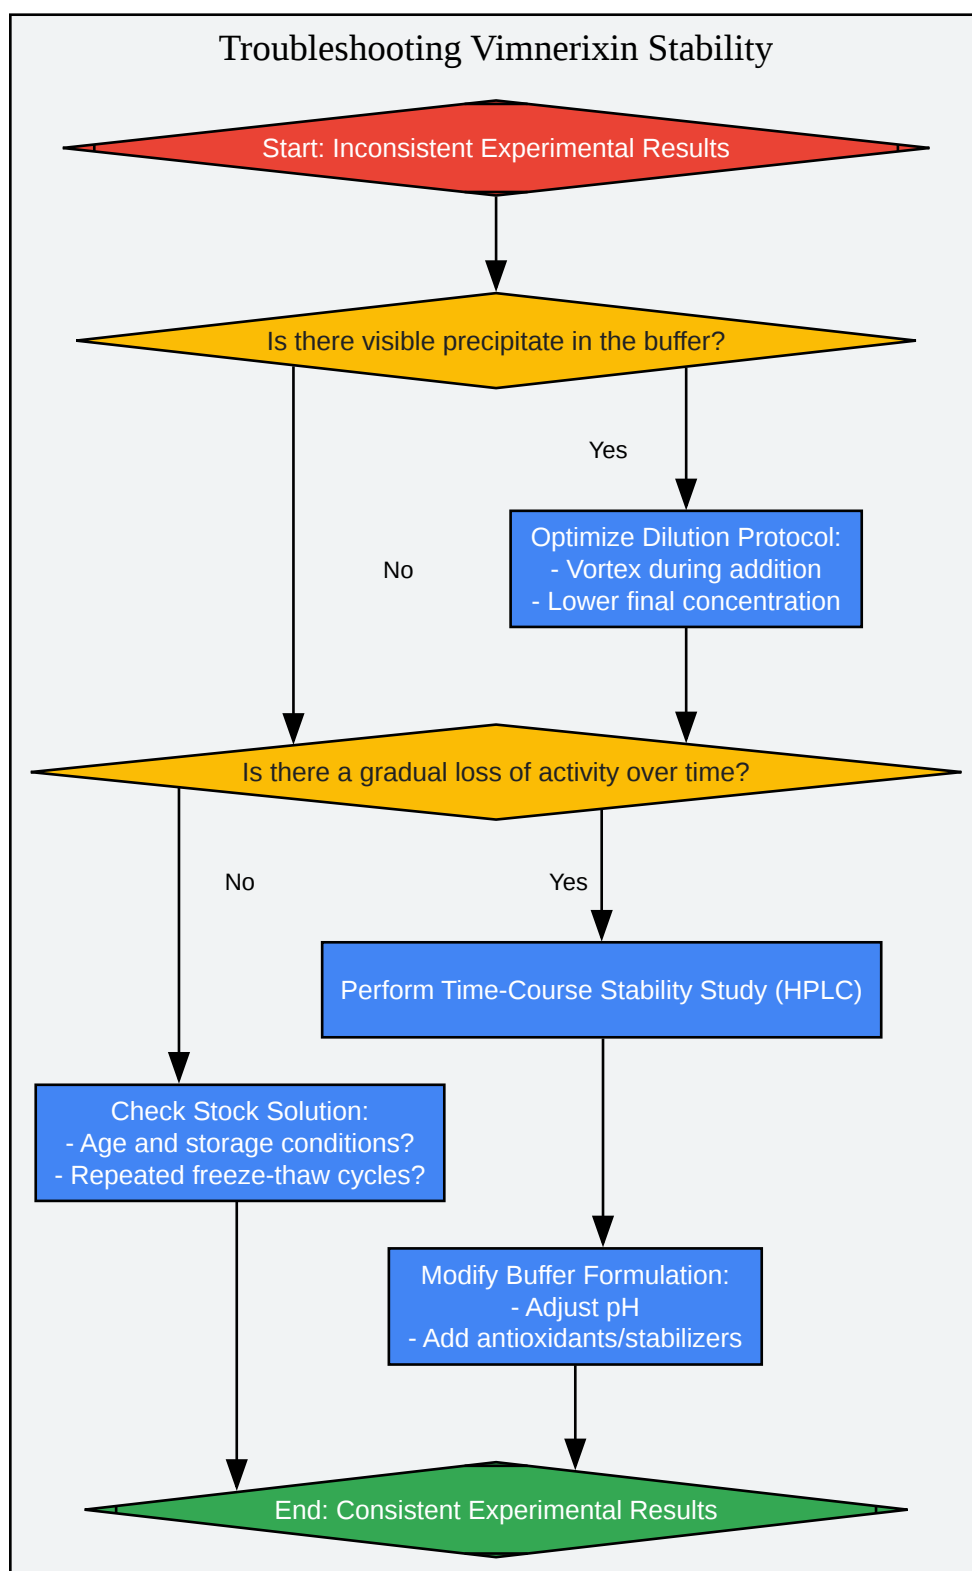 Troubleshooting Vimnerixin Stability
Start: Inconsistent Experimental Results
Is there visible precipitate in the buffer?
Yes
Optimize Dilution Protocol:
- Vortex during addition
- Lower final concentration
No
Is there a gradual loss of activity over time?
No
Yes
Perform Time-Course Stability Study (HPLC)
Check Stock Solution:
- Age and storage conditions?
- Repeated freeze-thaw cycles?
Modify Buffer Formulation:
- Adjust pH
- Add antioxidants/stabilizers
End: Consistent Experimental Results